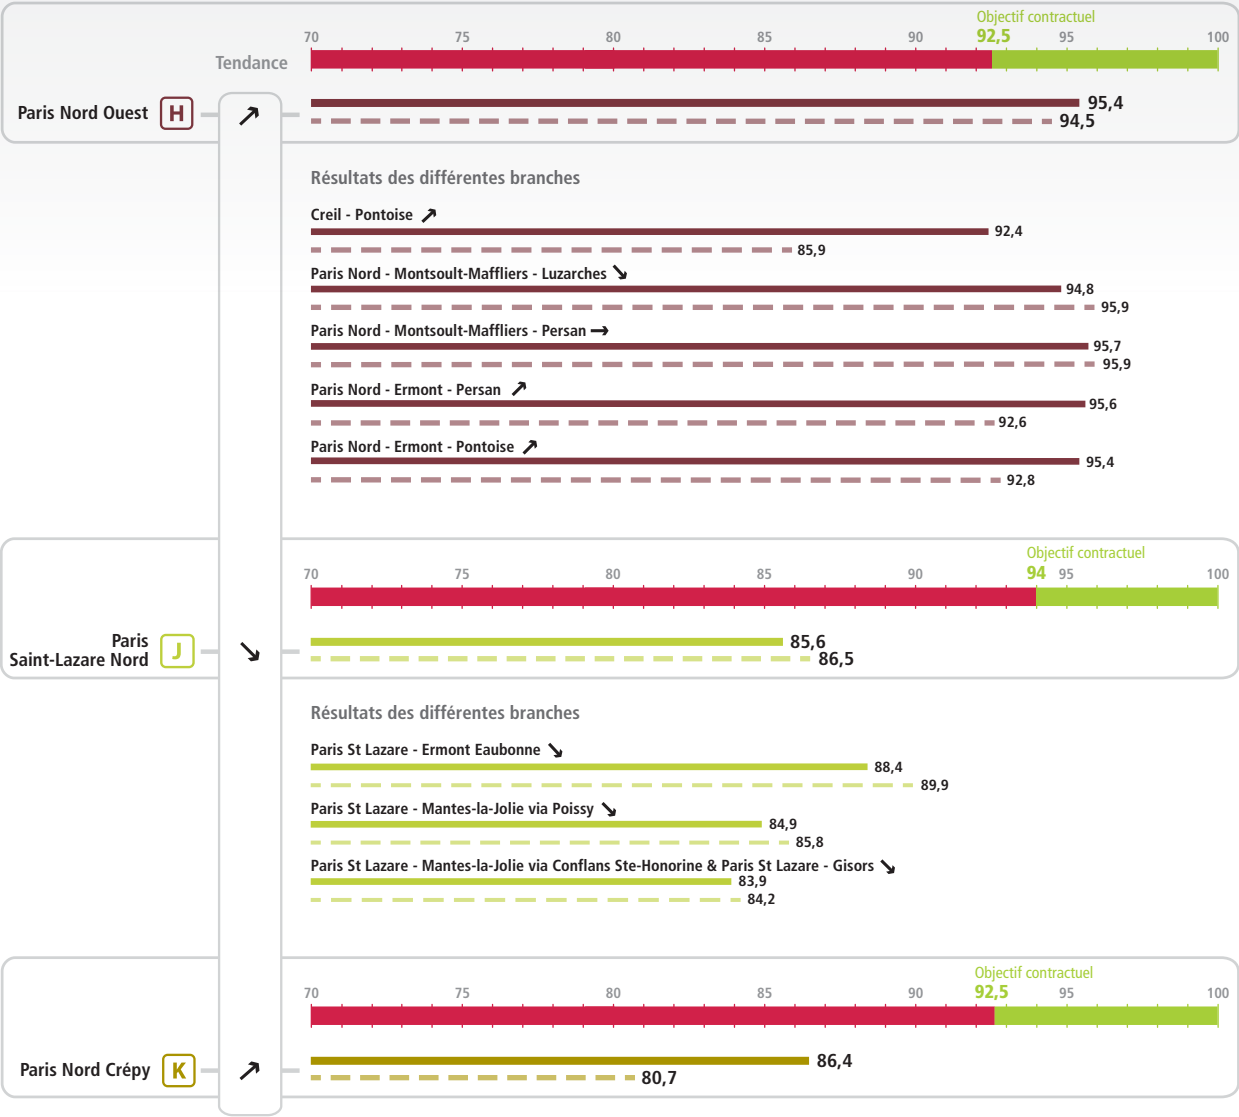 Objectif contractuel
70 75 80 85 90 92,5 95 100
Tendance
Paris Nord Ouest H ↗ 95,4
94,5
Résultats des différentes branches
Creil - Pontoise ↗
92,4
85,9
Paris Nord - Montsoult-Maffliers - Luzarches ↘
94,8
95,9
Paris Nord - Montsoult-Maffliers - Persan →
95,7
95,9
Paris Nord - Ermont - Persan ↗
95,6
92,6
Paris Nord - Ermont - Pontoise ↗
95,4
92,8
Objectif contractuel
70 75 80 85 90 94 95 100
Paris
Saint-Lazare Nord J ↘ 85,6
86,5
Résultats des différentes branches
Paris St Lazare - Ermont Eaubonne ↘
88,4
89,9
Paris St Lazare - Mantes-la-Jolie via Poissy ↘
84,9
85,8
Paris St Lazare - Mantes-la-Jolie via Conflans Ste-Honorine & Paris St Lazare - Gisors ↘
83,9
84,2
Objectif contractuel
70 75 80 85 90 92,5 95 100
Paris Nord Crépy K ↗ 86,4
80,7